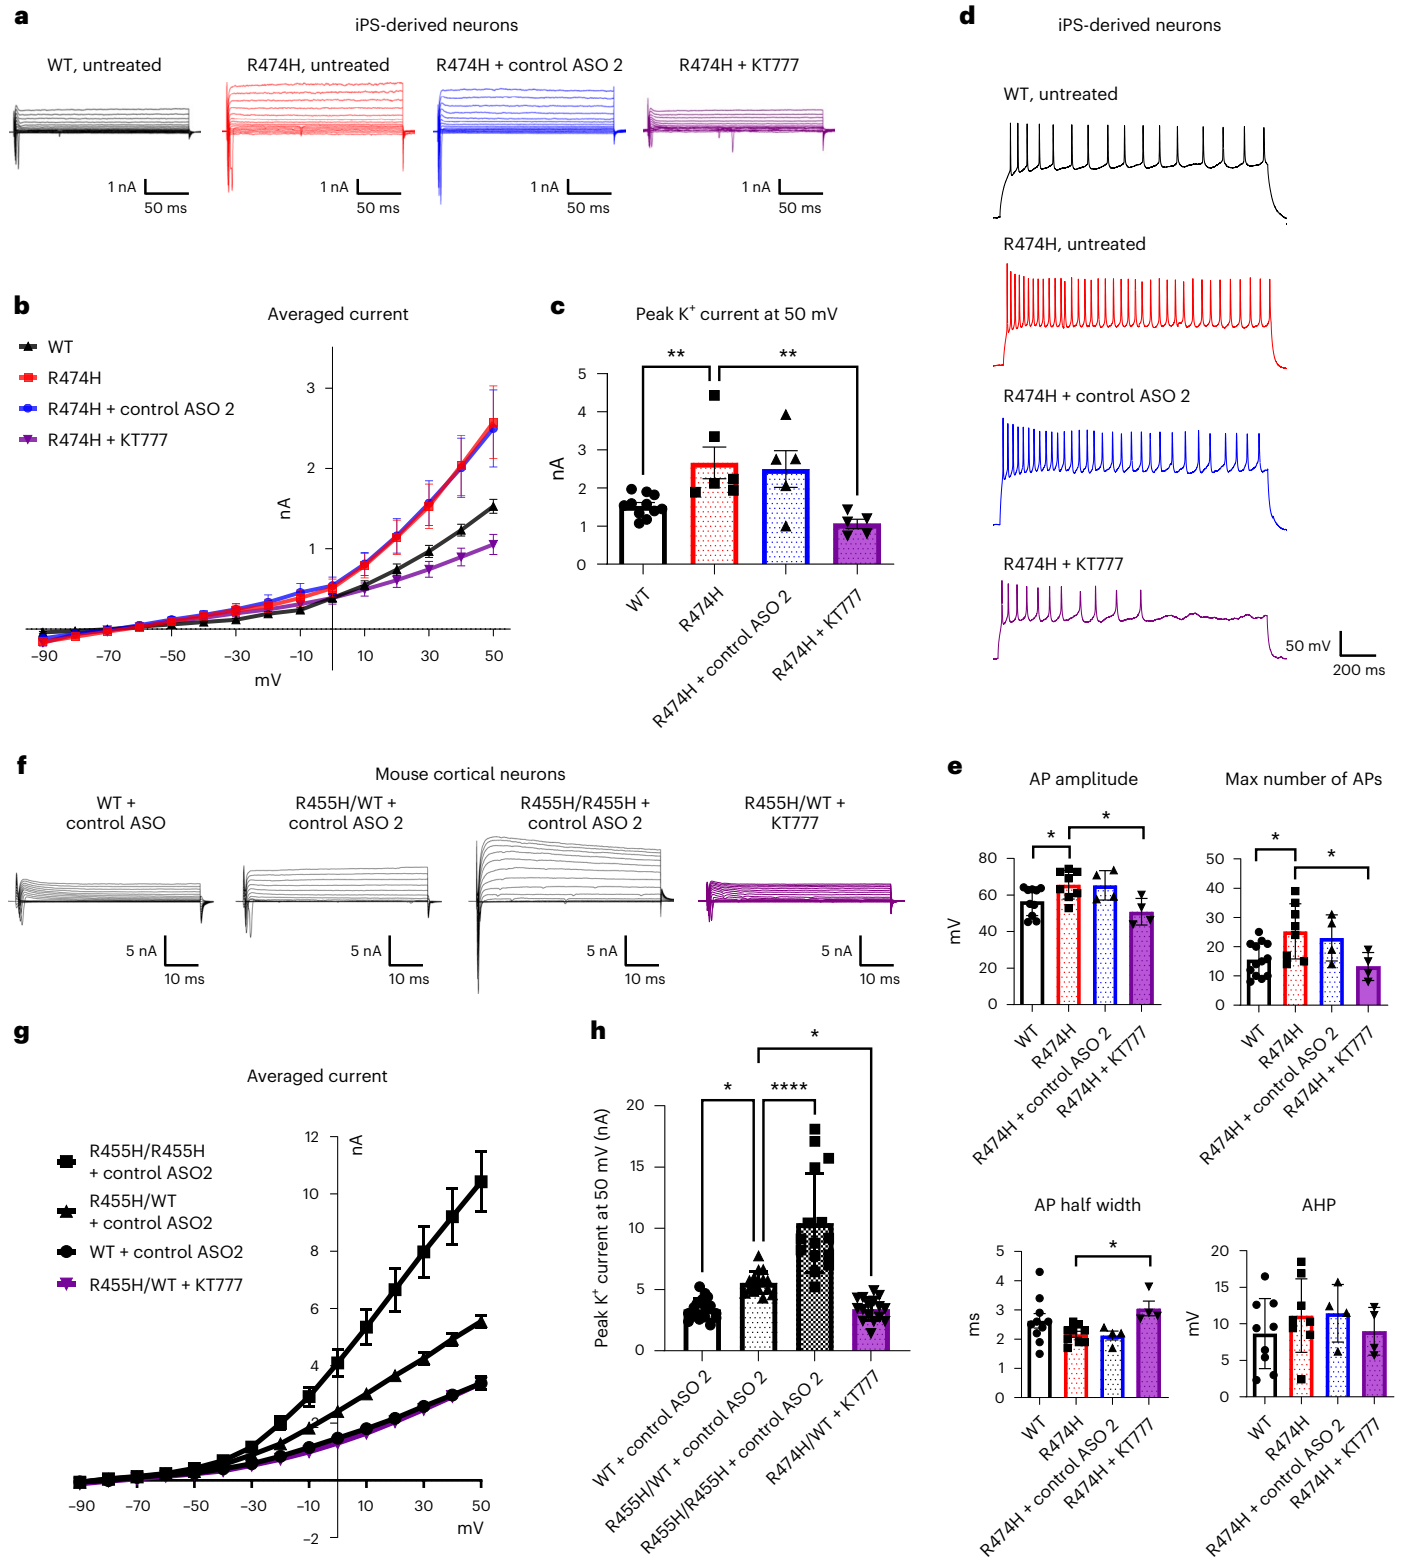 a
iPS-derived neurons
WT, untreated
R474H, untreated
R474H + control ASO 2
R474H + KT777
1 nA
50 ms
1 nA
50 ms
1 nA
50 ms
1 nA
50 ms
b
Averaged current
WT
R474H
R474H + control ASO 2
R474H + KT777
nA
3
2
1
–90
–70
–50
–30
–10
10
30
50
mV
c
Peak K+ current at 50 mV
**
**
nA
5
4
3
2
1
0
WT
R474H
R474H + control ASO 2
R474H + KT777
d
iPS-derived neurons
WT, untreated
R474H, untreated
R474H + control ASO 2
R474H + KT777
50 mV
200 ms
e
AP amplitude
*
*
mV
80
60
40
20
0
WT
R474H
R474H + control ASO 2
R474H + KT777
Max number of APs
*
*
50
40
30
20
10
0
WT
R474H
R474H + control ASO 2
R474H + KT777
AP half width
*
ms
5
4
3
2
1
0
WT
R474H
R474H + control ASO 2
R474H + KT777
AHP
mV
20
15
10
5
0
WT
R474H
R474H + control ASO 2
R474H + KT777
f
Mouse cortical neurons
WT +
control ASO
R455H/WT +
control ASO 2
R455H/R455H +
control ASO 2
R455H/WT +
KT777
5 nA
10 ms
5 nA
10 ms
5 nA
10 ms
5 nA
10 ms
g
Averaged current
R455H/R455H
+ control ASO2
R455H/WT
+ control ASO2
WT + control ASO2
R455H/WT + KT777
nA
12
10
8
6
4
2
–2
–90
–70
–50
–30
–10
10
30
50
mV
h
*
*
****
Peak K+ current at 50 mV (nA)
20
15
10
5
0
WT + control ASO 2
R455H/WT + control ASO 2
R455H/R455H + control ASO 2
R474H/WT + KT777